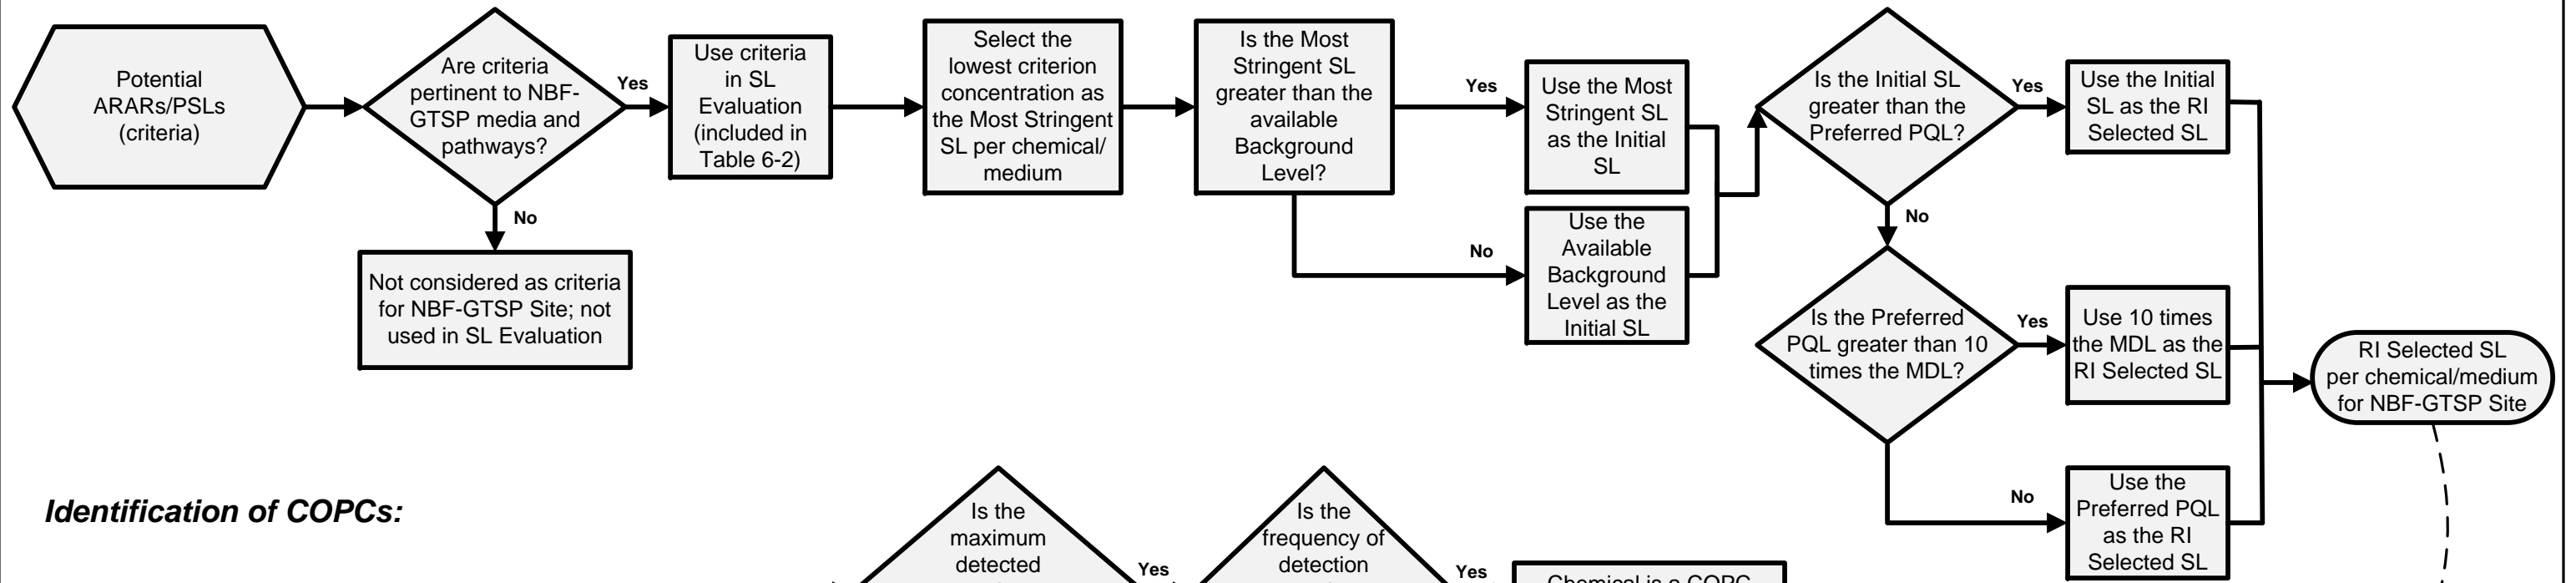 Potential
ARARs/PSLs
(criteria)
Are criteria
pertinent to NBF-
GTSP media and
pathways?
Yes
No
Not considered as criteria
for NBF-GTSP Site; not
used in SL Evaluation
Use criteria
in SL
Evaluation
(included in
Table 6-2)
Select the
lowest criterion
concentration as
the Most Stringent
SL per chemical/
medium
Is the Most
Stringent SL
greater than the
available
Background
Level?
Yes
No
Use the Most
Stringent SL
as the Initial
SL
Use the
Available
Background
Level as the
Initial SL
Is the Initial SL
greater than the
Preferred PQL?
Yes
No
Use the Initial
SL as the RI
Selected SL
Is the Preferred
PQL greater than 10
times the MDL?
Yes
No
Use 10 times
the MDL as the
RI Selected SL
Use the
Preferred PQL
as the RI
Selected SL
RI Selected SL
per chemical/medium
for NBF-GTSP Site
Identification of COPCs:
Is the
maximum
detected
Yes
Is the
frequency of
detection
Yes
Chemical is a COPC